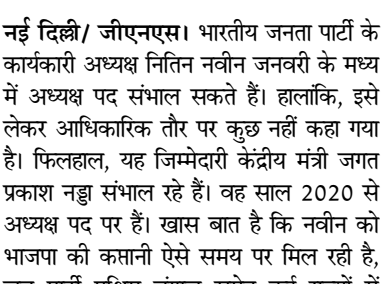 नई दिल्ली/ जीएनएस। भारतीय जनता पार्टी के
कार्यकारी अध्यक्ष नितिन नवीन जनवरी के मध्य
में अध्यक्ष पद संभाल सकते हैं। हालांकि, इसे
लेकर आधिकारिक तौर पर कुछ नहीं कहा गया
है। फिलहाल, यह जिम्मेदारी केंद्रीय मंत्री जगत
प्रकाश नड्डा संभाल रहे हैं। वह साल 2020 से
अध्यक्ष पद पर हैं। खास बात है कि नवीन को
भाजपा की कप्तानी ऐसे समय पर मिल रही है,